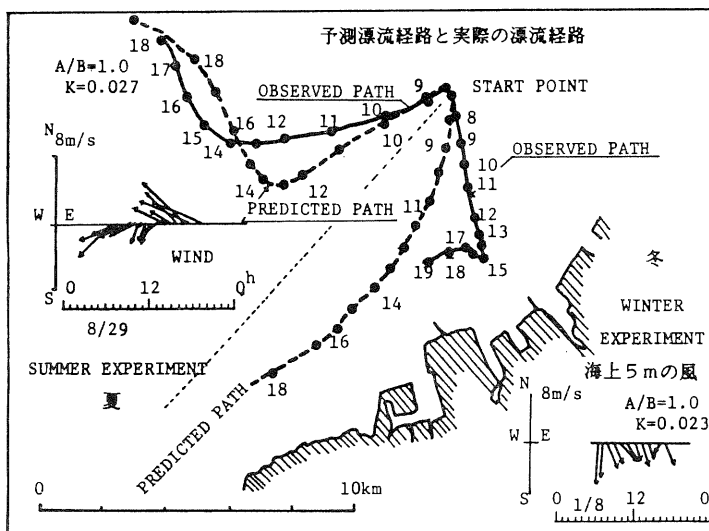 予測漂流経路と実際の漂流経路
18
17
16
15
14
A/B=1.0
K=0.027
18
16
12
11
10
9
OBSERVED PATH
START POINT
10
12
14
PREDICTED PATH
8
9
10
11
12
13
15
17
18
19
OBSERVED PATH
9
11
14
16
18
PREDICTED PATH
N
8m/s
W E
S
WIND
0 12 0h
8/29
SUMMER EXPERIMENT
夏
冬
WINTER
EXPERIMENT
海上5mの風
N
8m/s
A/B=1.0
K=0.023
W E
S
0 12 0
1/8
0 10km